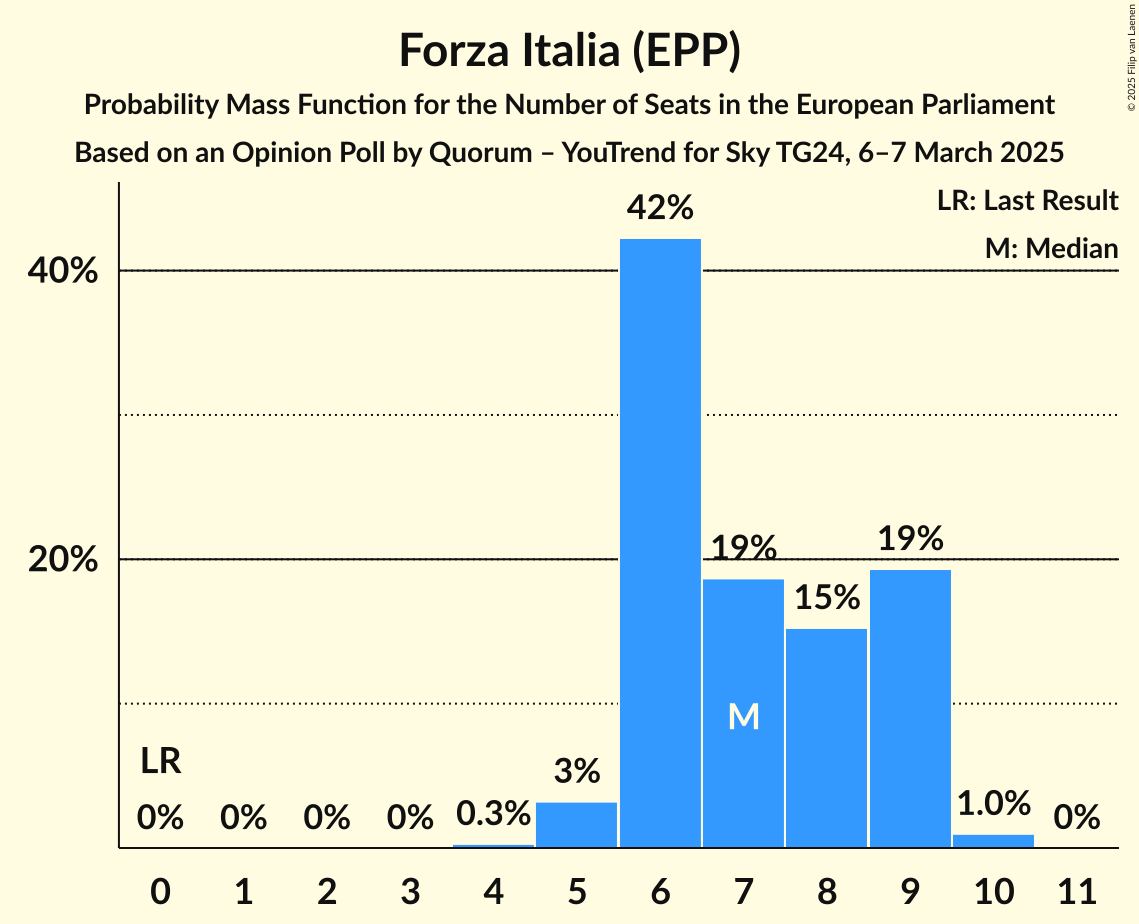 Forza Italia (EPP)
Probability Mass Function for the Number of Seats in the European Parliament
Based on an Opinion Poll by Quorum – YouTrend for Sky TG24, 6–7 March 2025
© 2025 Filip van Laenen
LR: Last Result
M: Median
40%
20%
42%
19%
19%
15%
M
LR
0%
0%
0%
0%
0.3%
3%
1.0%
0%
0 1 2 3 4 5 6 7 8 9 10 11